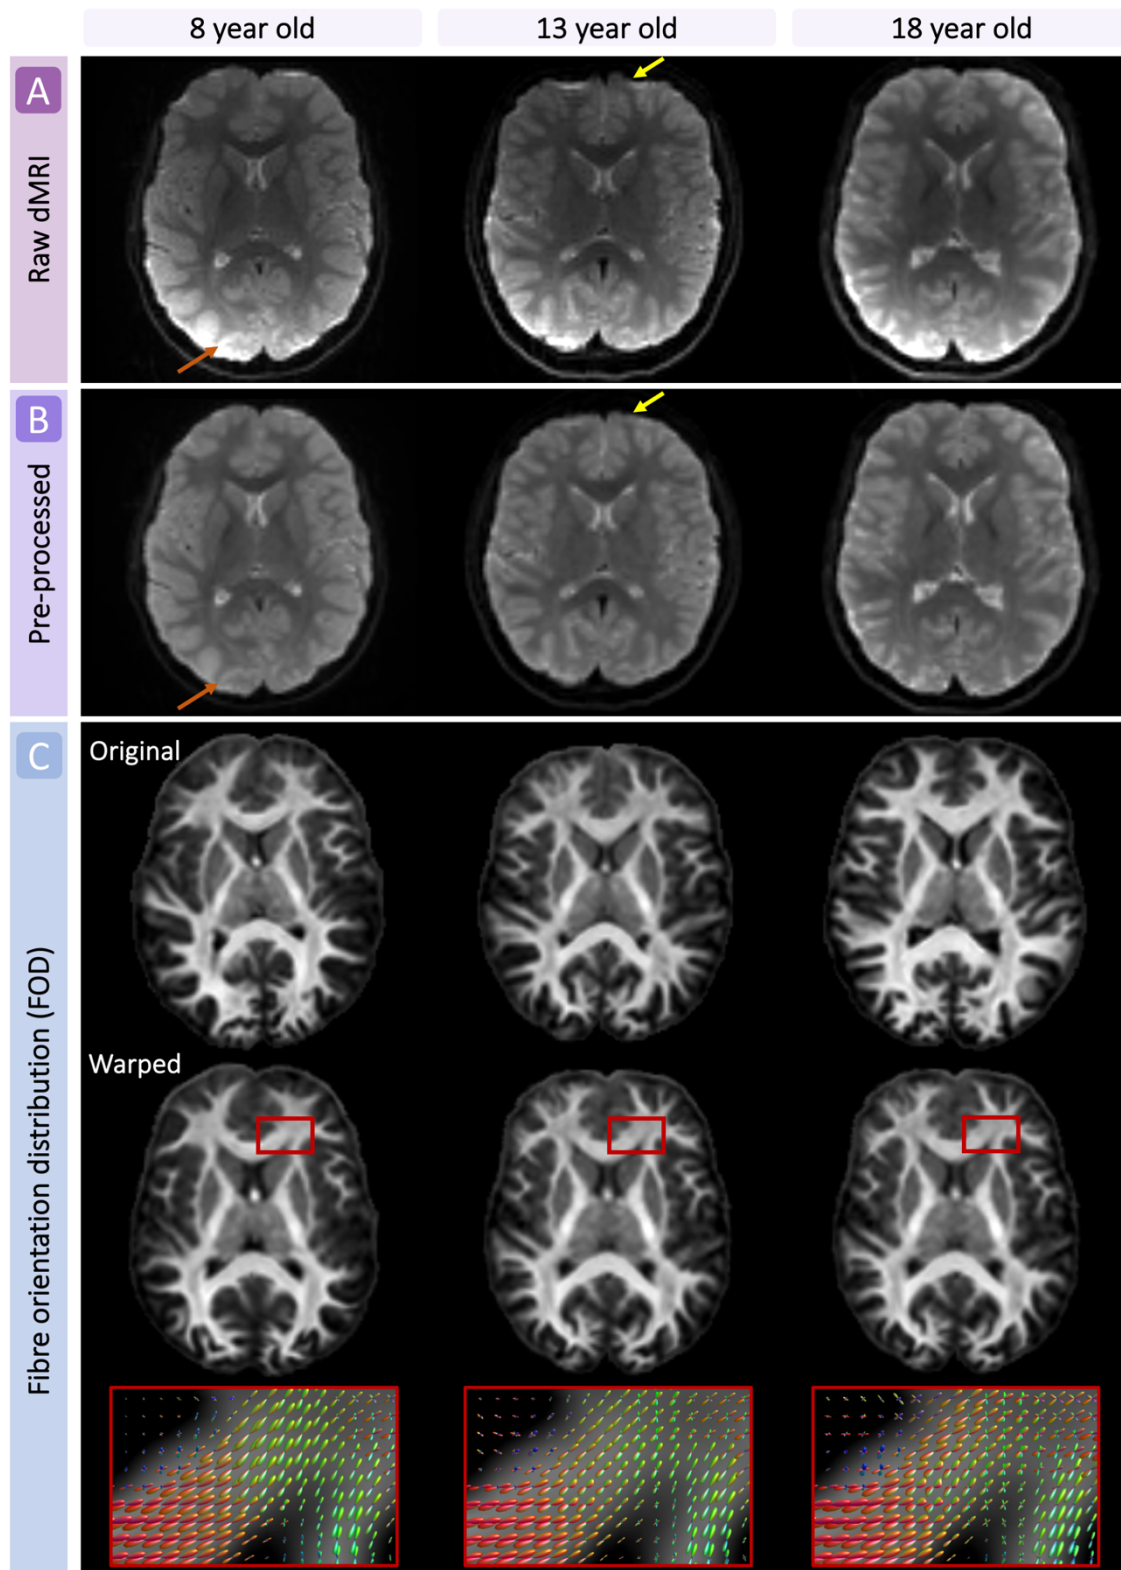 8 year old
13 year old
18 year old
A
Raw dMRI
B
Pre-processed
C
Fibre orientation distribution (FOD)
Original
Warped